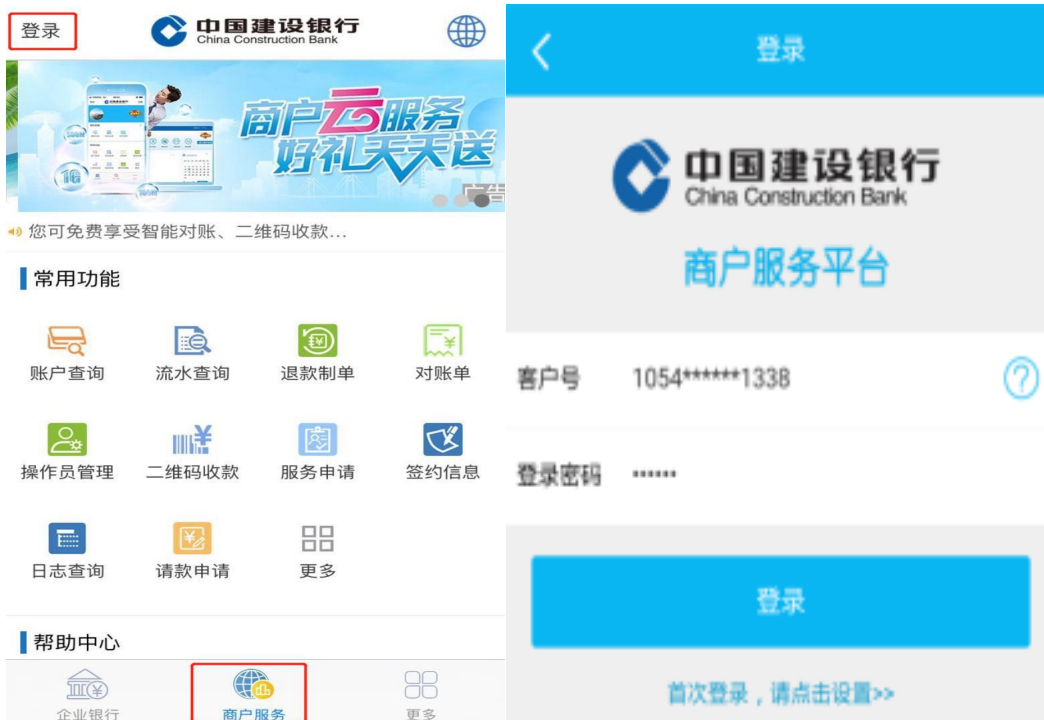 登录
中国建设银行
China Construction Bank
商户云服务
好礼天天送
1G
广告
您可免费享受智能对账、二维码收款...
常用功能
账户查询 流水查询 退款制单 对账单
操作员管理 二维码收款 服务申请 签约信息
日志查询 请款申请 更多
帮助中心
企业银行 商户服务 更多
登录
中国建设银行
China Construction Bank
商户服务平台
客户号 1054******1338 ?
登录密码 ••••••
登录
首次登录，请点击设置>>